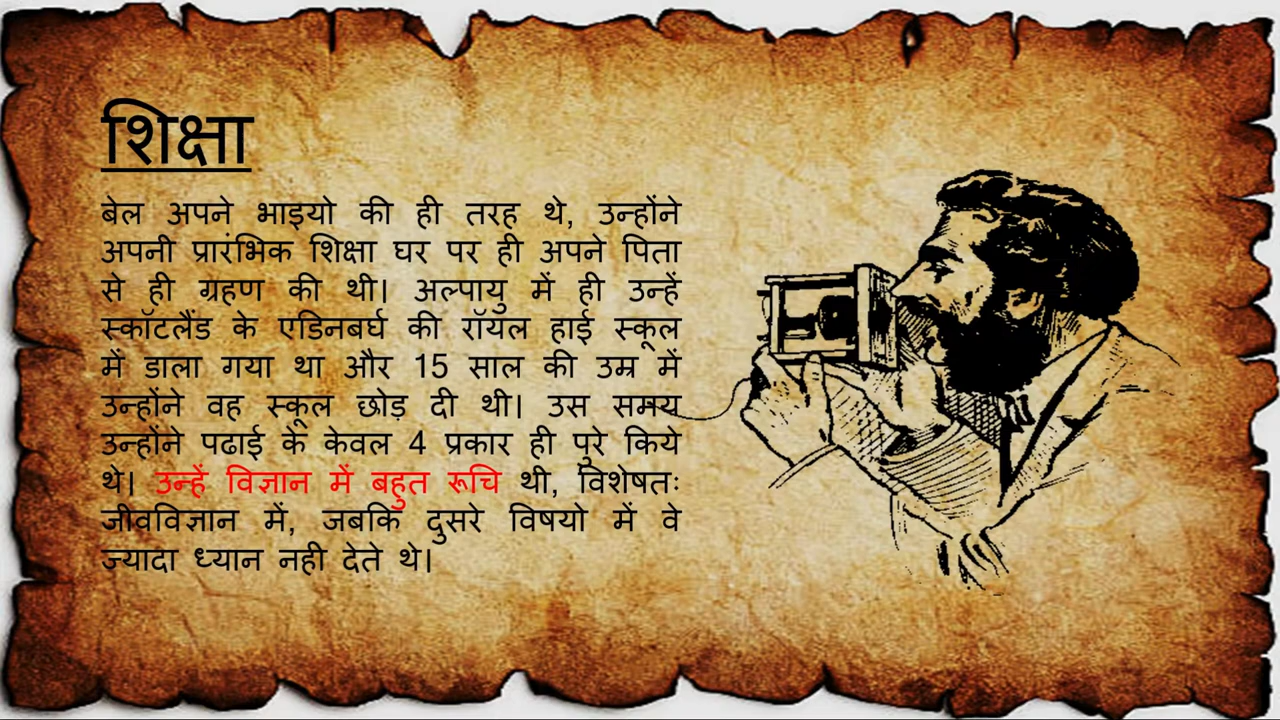 शिक्षा
बेल अपने भाइयो की ही तरह थे, उन्होंने
अपनी प्रारंभिक शिक्षा घर पर ही अपने पिता
से ही ग्रहण की थी। अल्पायु में ही उन्हें
स्कॉटलैंड के एडिनबर्घ की रॉयल हाई स्कूल
में डाला गया था और 15 साल की उम्र में
उन्होंने वह स्कूल छोड़ दी थी। उस समय
उन्होंने पढाई के केवल 4 प्रकार ही पुरे किये
थे। उन्हें विज्ञान में बहुत रूचि थी, विशेषतः
जीवविज्ञान में, जबकि दुसरे विषयो में वे
ज्यादा ध्यान नही देते थे।